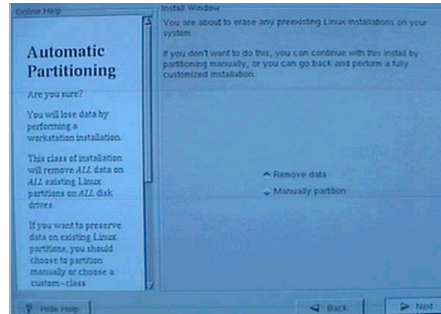 Online Help
Install Window
Automatic
Partitioning
Are you sure?
You will lose data by
performing a
workstation installation.
This class of installation
will remove ALL data on
ALL existing Linux
partitions on ALL disk
drives.
If you want to preserve
data on existing Linux
partitions, you should
choose to partition
manually or choose a
custom-class
You are about to erase any preexisting Linux installations on your
system.
If you don't want to do this, you can continue with this install by
partitioning manually, or you can go back and perform a fully
customized installation.
Remove data
Manually partition
? Hide Help
Back
Next